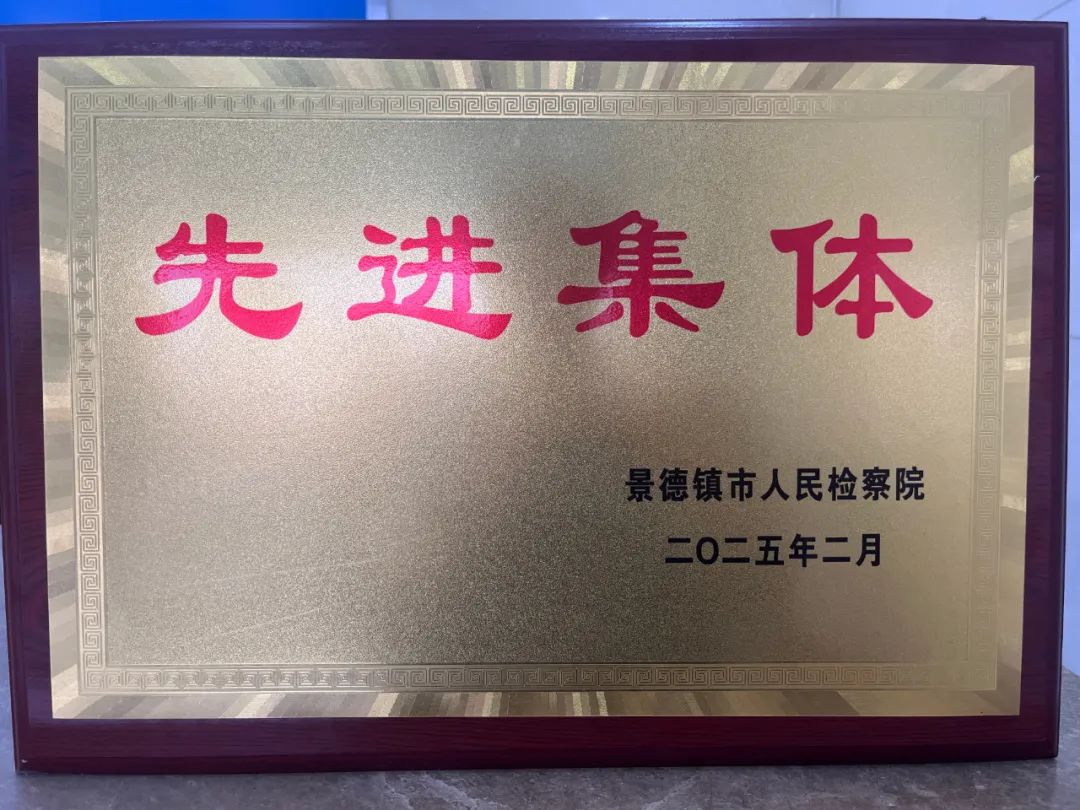 先进集体
景德镇市人民检察院
二〇二五年二月